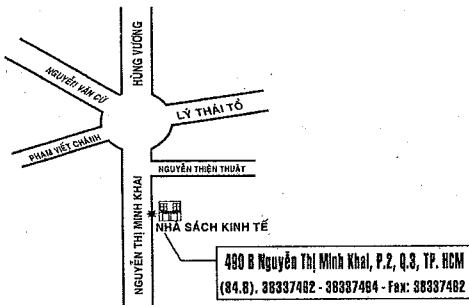 HÙNG VƯƠNG
NGUYỄN VĂN CỪ
LÝ THÁI TỔ
PHẠM VIẾT CHÁNH
NGUYỄN THIỆN THUẬT
NGUYỄN THỊ MINH KHAI
NHÀ SÁCH KINH TẾ
490 B Nguyễn Thị Minh Khai, P.2, Q.3, TP. HCM
(84.8). 38337462 - 38337464 - Fax: 38337462